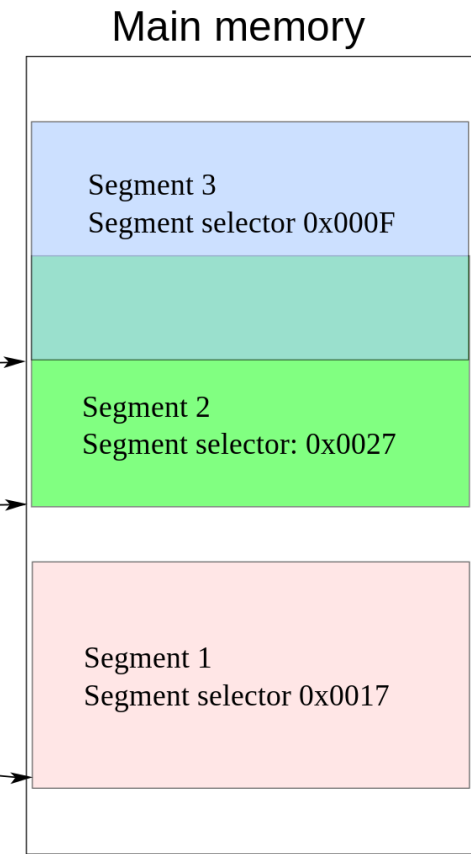 Main memory
Segment 3
Segment selector 0x000F
Segment 2
Segment selector: 0x0027
Segment 1
Segment selector 0x0017